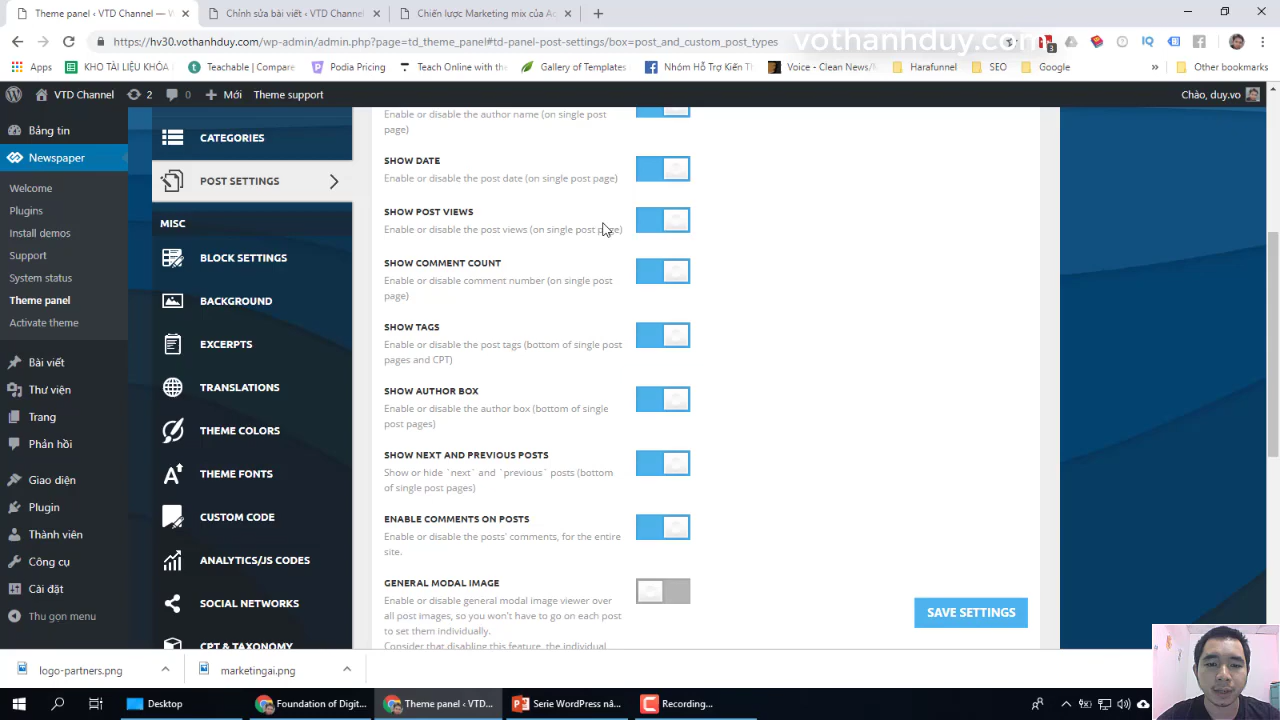 Theme panel ‹ VTD Channel — W
Chỉnh sửa bài viết ‹ VTD Channel
Chiến lược Marketing mix của Ad
https://hv30.vothanhduy.com/wp-admin/admin.php?page=td_theme_panel#td-panel-post-settings/box=post_and_custom_post_types
vothanhduy.com
3
Apps
KHO TÀI LIỆU KHÓA
Teachable | Compare
Podia Pricing
Teach Online with the
Gallery of Templates
Nhóm Hỗ Trợ Kiến Th
Voice - Clean News/
Harafunnel
SEO
Google
»
Other bookmarks
VTD Channel
2
0
Mới
Theme support
Chào, duy.vo
Bảng tin
Newspaper
Welcome
Plugins
Install demos
Support
System status
Theme panel
Activate theme
Bài viết
Thư viện
Trang
Phản hồi
Giao diện
Plugin
Thành viên
Công cụ
Cài đặt
Thu gọn menu
CATEGORIES
POST SETTINGS
MISC
BLOCK SETTINGS
BACKGROUND
EXCERPTS
TRANSLATIONS
THEME COLORS
THEME FONTS
CUSTOM CODE
ANALYTICS/JS CODES
SOCIAL NETWORKS
CPT & TAXONOMY
Enable or disable the author name (on single post
page)
SHOW DATE
Enable or disable the post date (on single post page)
SHOW POST VIEWS
Enable or disable the post views (on single post page)
SHOW COMMENT COUNT
Enable or disable comment number (on single post
page)
SHOW TAGS
Enable or disable the post tags (bottom of single post
pages and CPT)
SHOW AUTHOR BOX
Enable or disable the author box (bottom of single
post pages)
SHOW NEXT AND PREVIOUS POSTS
Show or hide `next` and `previous` posts (bottom
of single post pages)
ENABLE COMMENTS ON POSTS
Enable or disable the posts' comments, for the entire
site.
GENERAL MODAL IMAGE
Enable or disable general modal image viewer over
all post images, so you won't have to go on each post
to set them individually.
Consider that disabling this feature, the individual
SAVE SETTINGS
logo-partners.png
marketingai.png
Desktop
Foundation of Digit...
Theme panel ‹ VTD...
Serie WordPress nâ...
Recording...